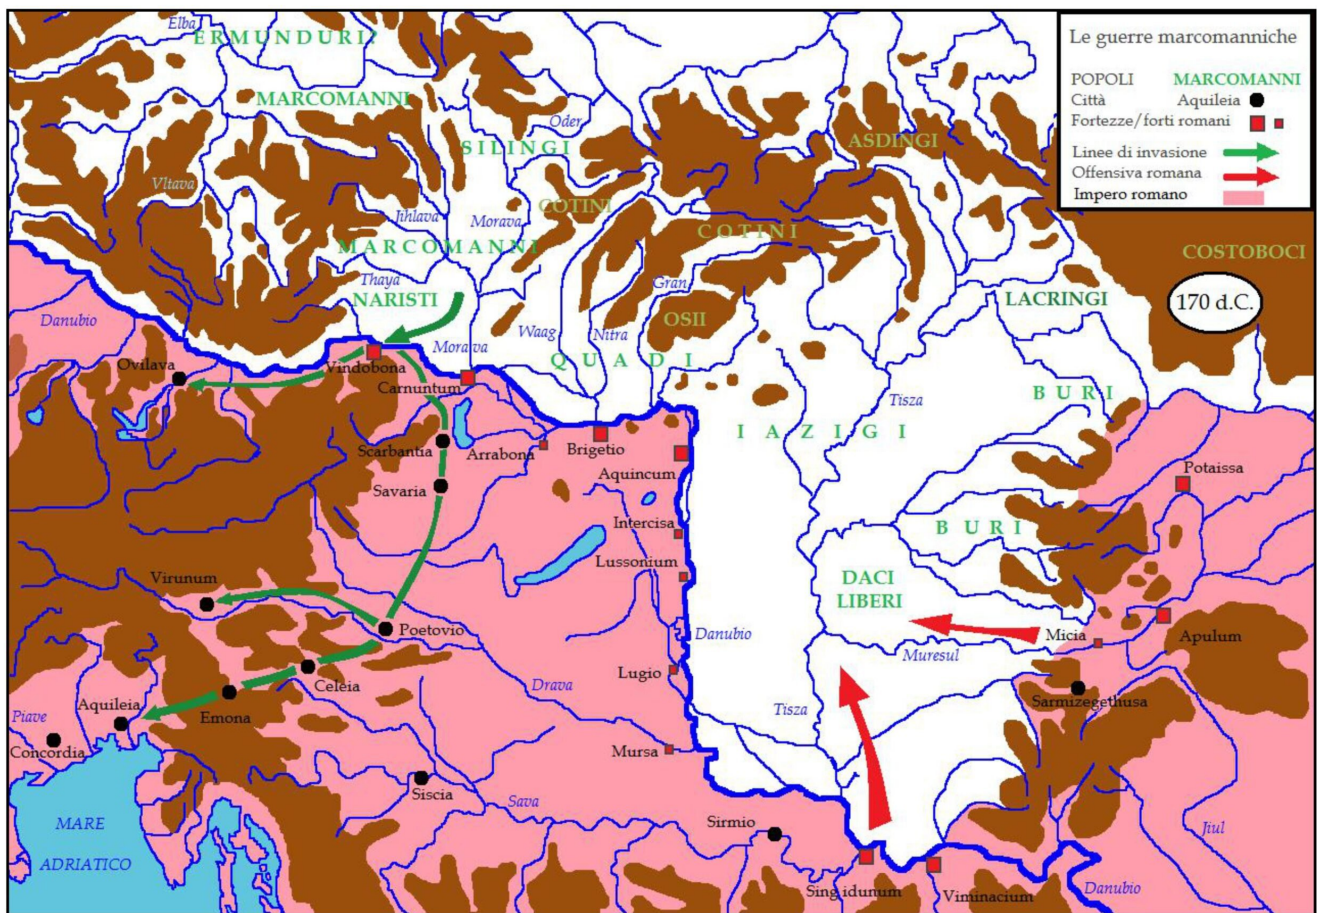 Le guerre marcomanniche
POPOLI MARCOMANNI
Città Aquileia
Fortezze/forti romani
Linee di invasione
Offensiva romana
Impero romano
170 d.C.
Elba
ERMUNDURI?
MARCOMANNI
Oder
SILINGI
ASDINGI
Vltava
COTINI
Jihlava
Morava
COTINI
MARCOMANNI
COSTOBOCI
Thaya
Gran
NARISTI
LACRINGI
Danubio
OSII
Waag
Nitra
Morava
QUADI
Ovilava
Vindobona
Carnuntum
Tisza
BURI
IAZIGI
Scarbantia
Arrabona
Brigetio
Aquincum
Potaissa
Savaria
Intercisa
BURI
Lussonium
Virunum
DACI
LIBERI
Poetovio
Danubio
Micia
Apulum
Muresul
Lugio
Celeia
Drava
Emona
Sarmizegethusa
Aquileia
Tisza
Piave
Concordia
Mursa
Siscia
Sava
Sirmio
MARE
ADRIATICO
Jiul
Sing idunum
Viminacium
Danubio